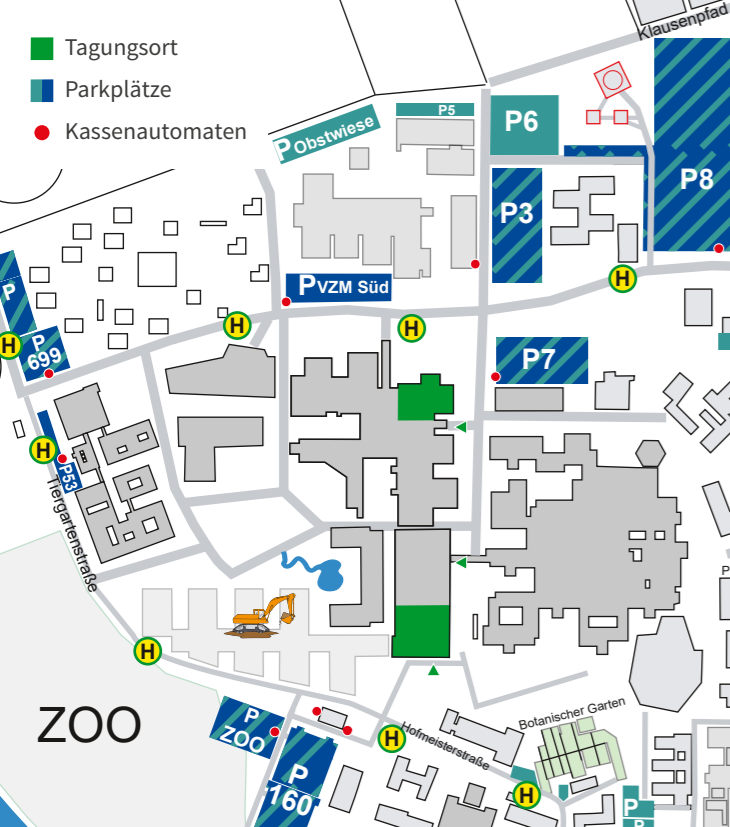 Tagungsort
Parkplätze
Kassenautomaten
Klausenpfad
P5
P Obstwiese
P6
P8
P3
P VZM Süd
H
P
H
H
H
P
699
P7
H
P53
Tiergartenstraße
P
H
ZOO
P
ZOO
Botanischer Garten
Hofmeisterstraße
H
P
160
H
P
P